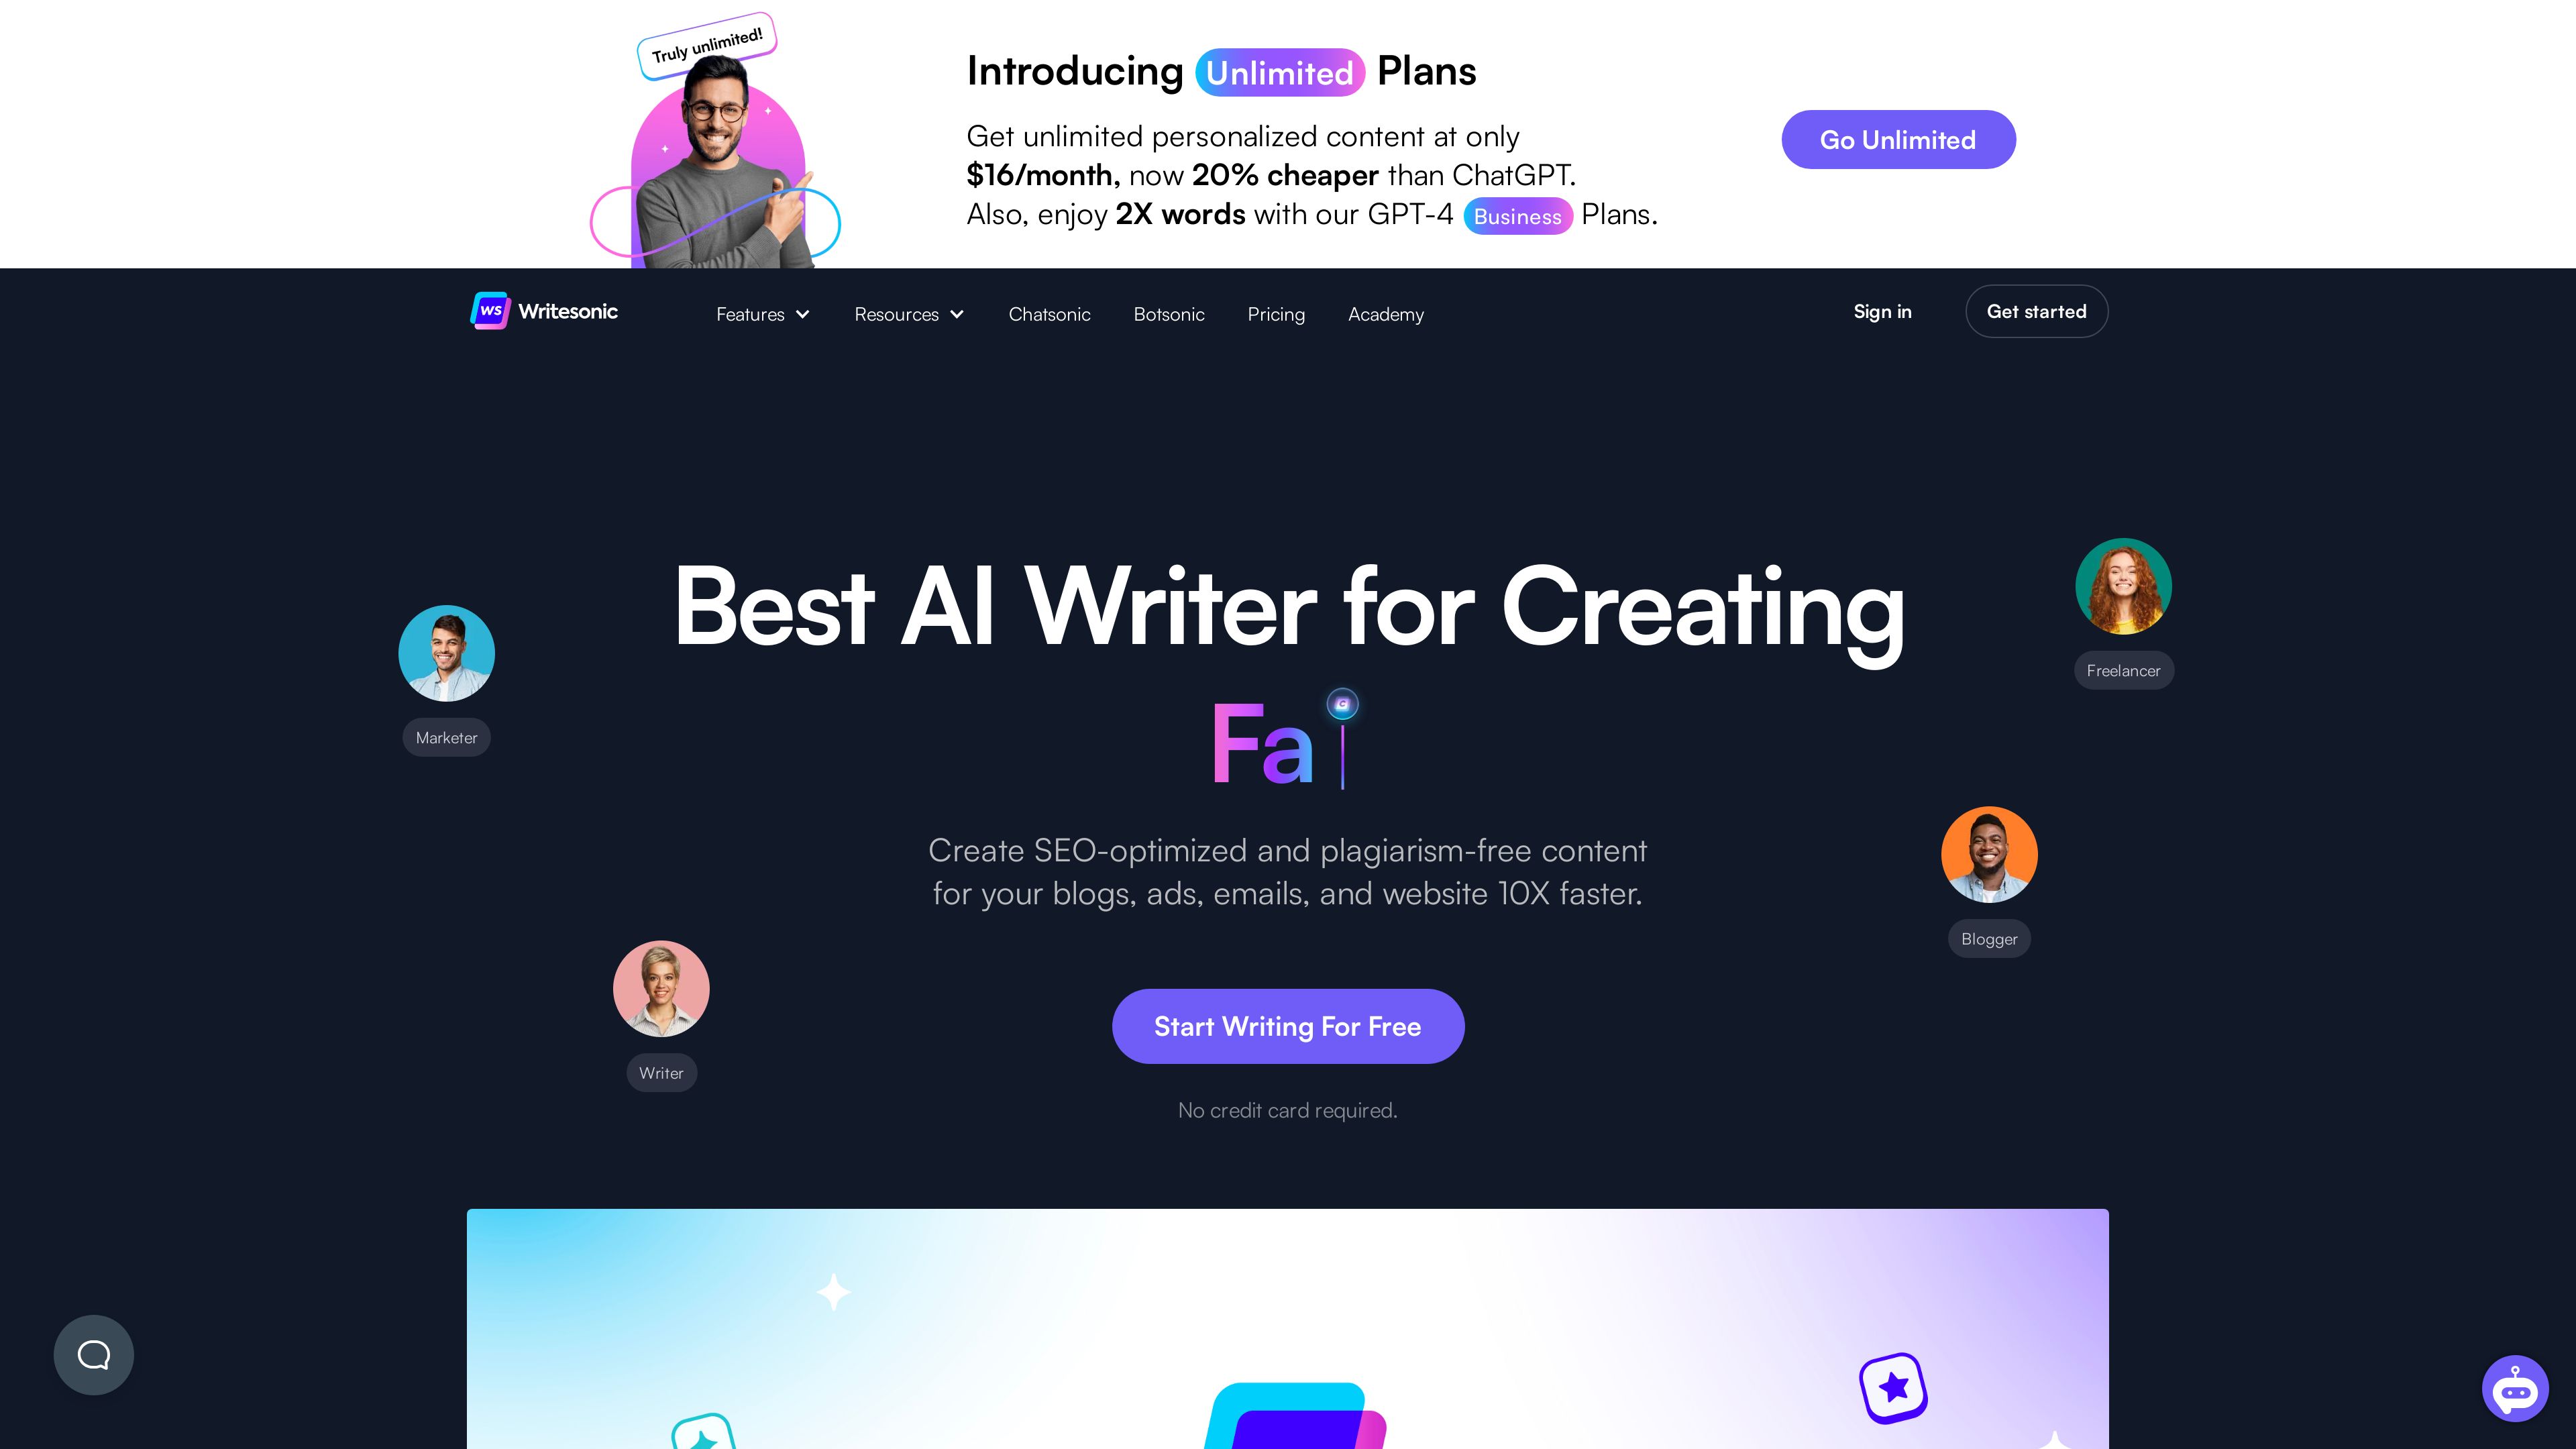 Truly unlimited!
Introducing Unlimited Plans
Get unlimited personalized content at only
$16/month, now 20% cheaper than ChatGPT.
Also, enjoy 2X words with our GPT-4 Business Plans.
Go Unlimited
WS Writesonic
Features
Resources
Chatsonic
Botsonic
Pricing
Academy
Sign in
Get started
Best AI Writer for Creating
Fa
Create SEO-optimized and plagiarism-free content
for your blogs, ads, emails, and website 10X faster.
Start Writing For Free
No credit card required.
Marketer
Writer
Freelancer
Blogger